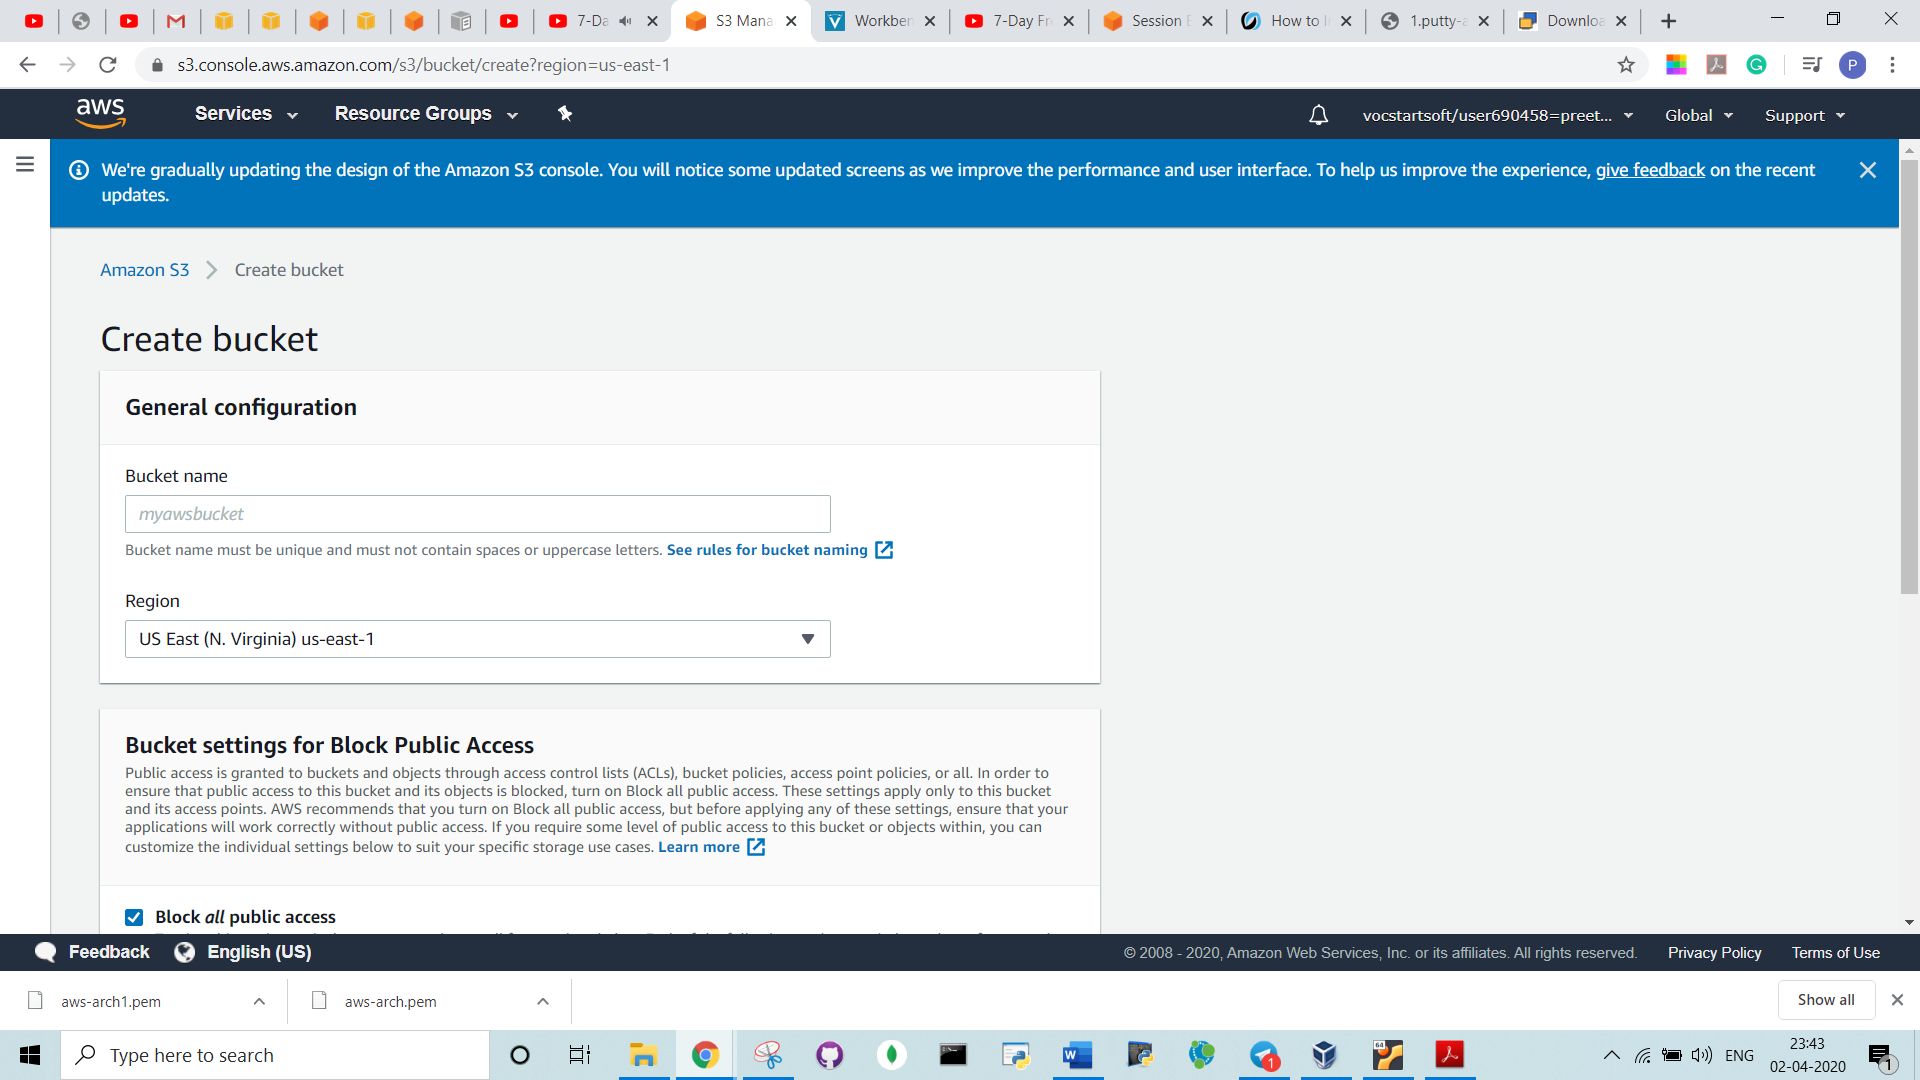 7-Da
S3 Mana
Workben
7-Day Fr
Session
How to
1.putty-
Downloa
s3.console.aws.amazon.com/s3/bucket/create?region=us-east-1
P
aws
Services
Resource Groups
vocstartsoft/user690458=preet...
Global
Support
We're gradually updating the design of the Amazon S3 console. You will notice some updated screens as we improve the performance and user interface. To help us improve the experience, give feedback on the recent
updates.
Amazon S3
Create bucket
Create bucket
General configuration
Bucket name
myawsbucket
Bucket name must be unique and must not contain spaces or uppercase letters. See rules for bucket naming
Region
US East (N. Virginia) us-east-1
Bucket settings for Block Public Access
Public access is granted to buckets and objects through access control lists (ACLs), bucket policies, access point policies, or all. In order to
ensure that public access to this bucket and its objects is blocked, turn on Block all public access. These settings apply only to this bucket
and its access points. AWS recommends that you turn on Block all public access, but before applying any of these settings, ensure that your
applications will work correctly without public access. If you require some level of public access to this bucket or objects within, you can
customize the individual settings below to suit your specific storage use cases. Learn more
Block all public access
Feedback
English (US)
© 2008 - 2020, Amazon Web Services, Inc. or its affiliates. All rights reserved.
Privacy Policy
Terms of Use
aws-arch1.pem
aws-arch.pem
Show all
Type here to search
ENG
23:43
02-04-2020
1